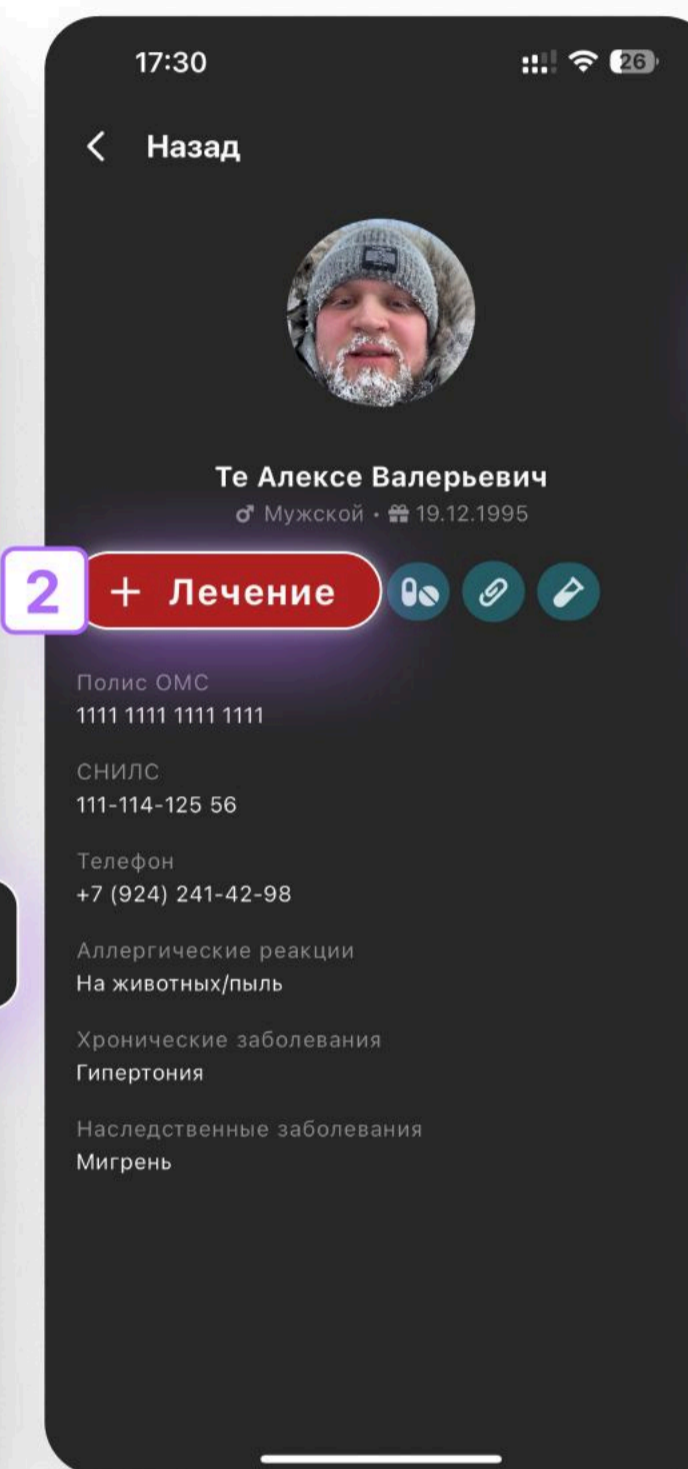 17:30
26
Назад
Те Алексе Валерьевич
Мужской • 19.12.1995
2
+ Лечение
Полис ОМС
1111 1111 1111 1111
СНИЛС
111-114-125 56
Телефон
+7 (924) 241-42-98
Аллергические реакции
На животных/пыль
Хронические заболевания
Гипертония
Наследственные заболевания
Мигрень